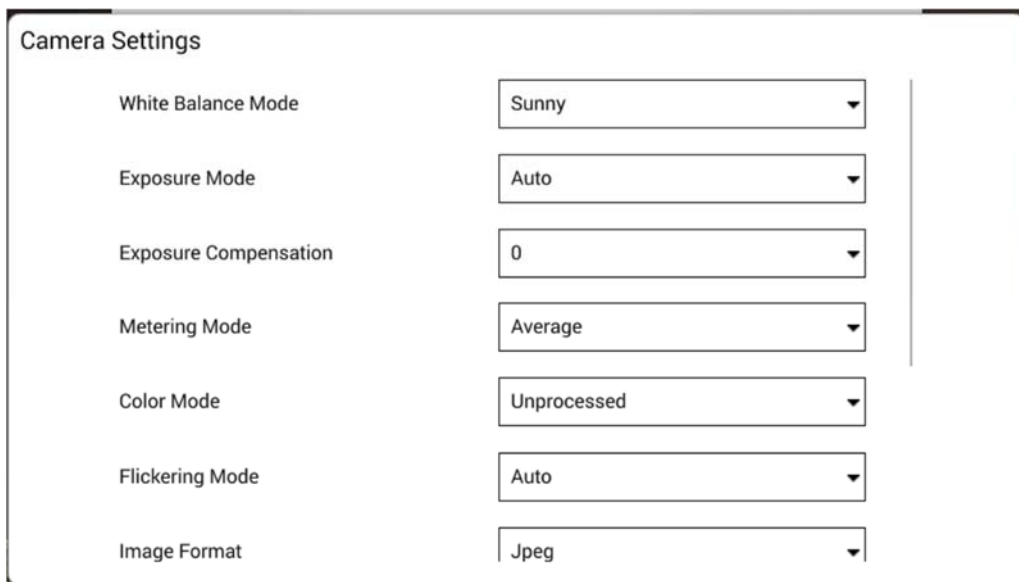 Camera Settings
White Balance Mode Sunny
Exposure Mode Auto
Exposure Compensation 0
Metering Mode Average
Color Mode Unprocessed
Flickering Mode Auto
Image Format Jpeg